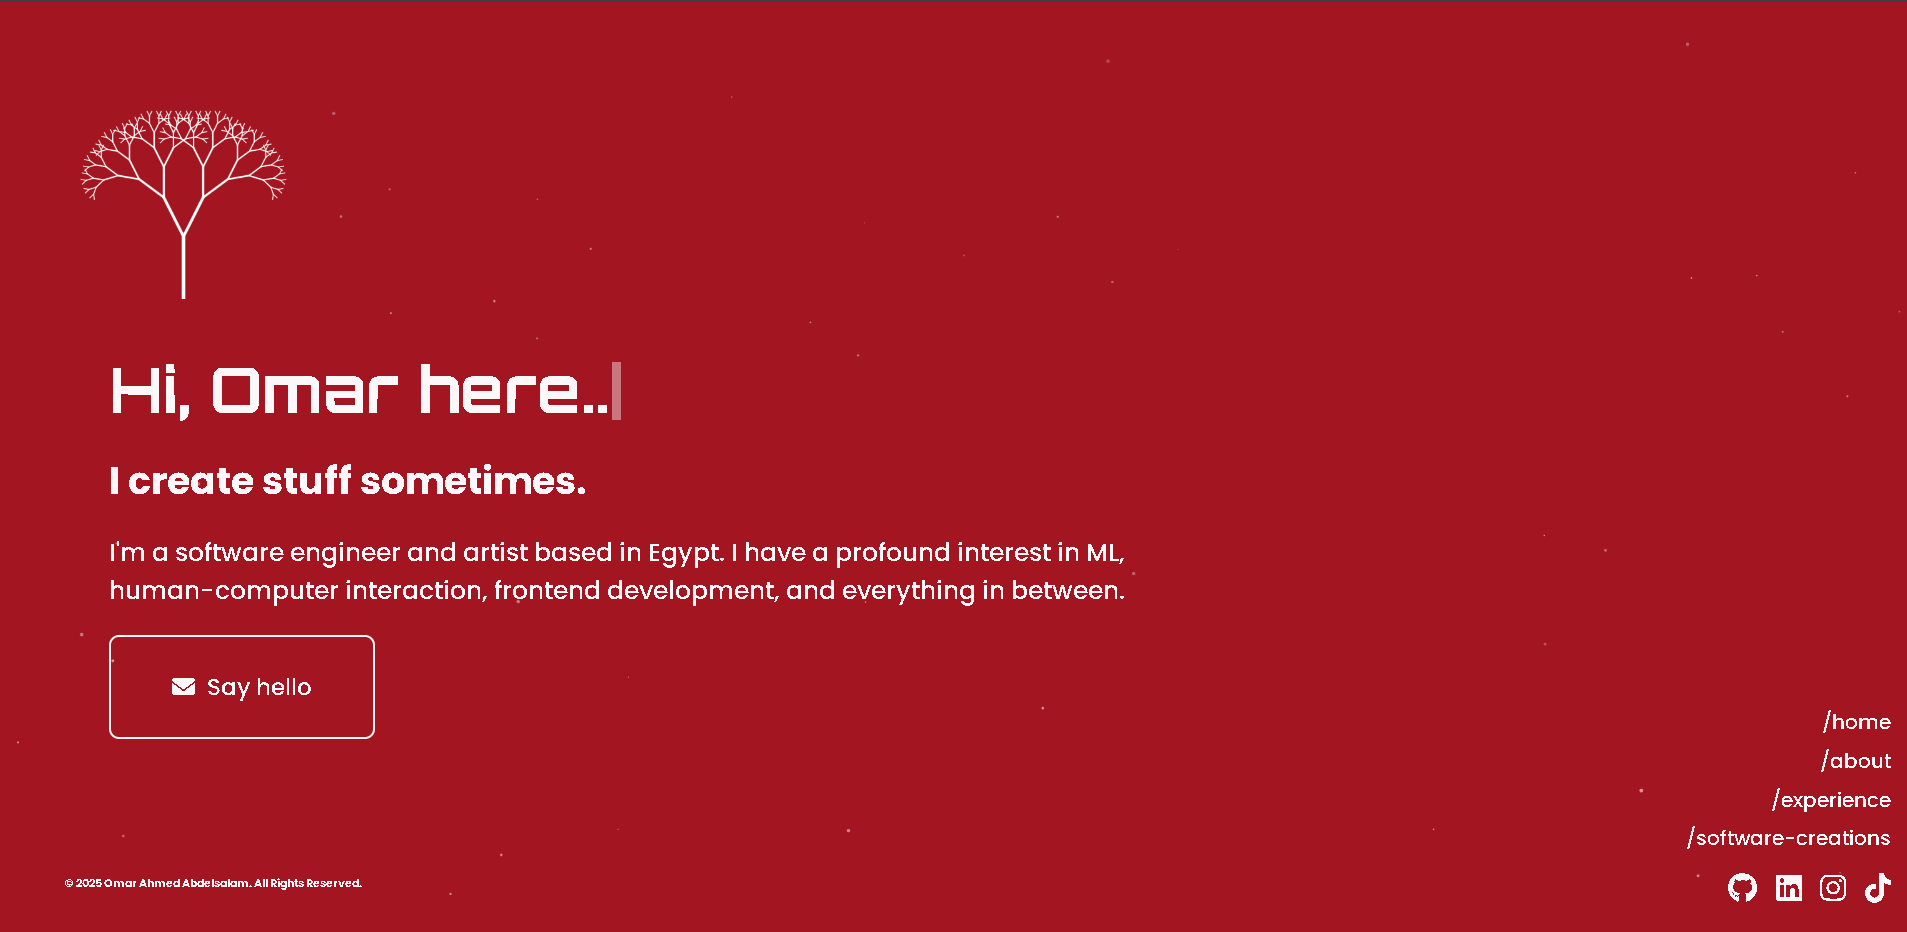 Hi, Omar here..
I create stuff sometimes.
I'm a software engineer and artist based in Egypt. I have a profound interest in ML,
human-computer interaction, frontend development, and everything in between.
Say hello
/home
/about
/experience
/software-creations
© 2025 Omar Ahmed Abdelsalam. All Rights Reserved.